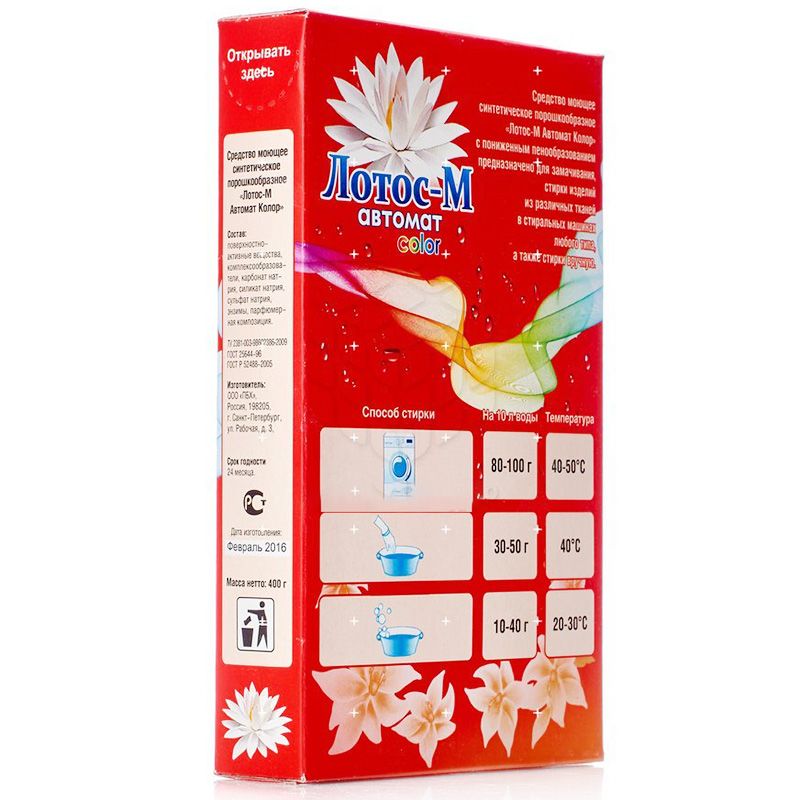 Открывать
здесь
Средство моющее
синтетическое
порошкообразное
«Лотос-М
Автомат Колор»
Состав:
поверхностно-
активные вещества,
комплексообразова-
тели, карбонат нат-
рия, силикат натрия,
сульфат натрия,
энзимы, парфюмер-
ная композиция.
ГОСТ 25644–96
ГОСТ Р 52488–2005
Изготовитель:
ООО «ПБХ»,
Россия, 198205,
г. Санкт-Петербург,
ул. Рабочая, д. 3,
Срок годности
24 месяца.
РСТ
Дата изготовления:
Февраль 2016
Масса нетто: 400 г
Лотос-М
автомат
color
Средство моющее
синтетическое порошкообразное
«Лотос-М Автомат Колор»
с пониженным пенообразованием
предназначено для замачивания,
стирки изделий
из различных тканей
в стиральных машинах
любого типа,
а также стирки вручную.
Способ стирки На 10 л воды Температура
80-100 г 40-50°C
30-50 г 40°C
10-40 г 20-30°C